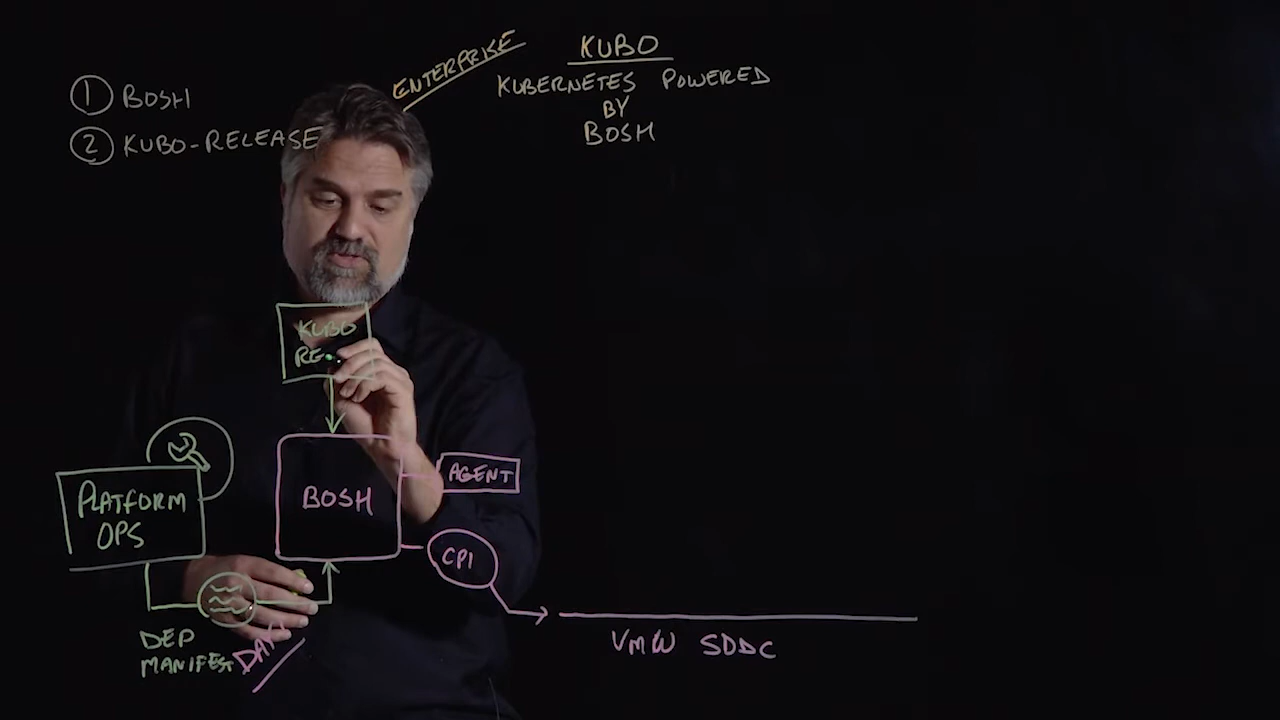 ENTERPRISE
KUBO
KUBERNETES POWERED
BY
BOSH
1 BOSH
2 KUBO-RELEASE
KUBO
RE
PLATFORM
OPS
BOSH
AGENT
CPI
DEP
MANIFEST
VMW SDDC